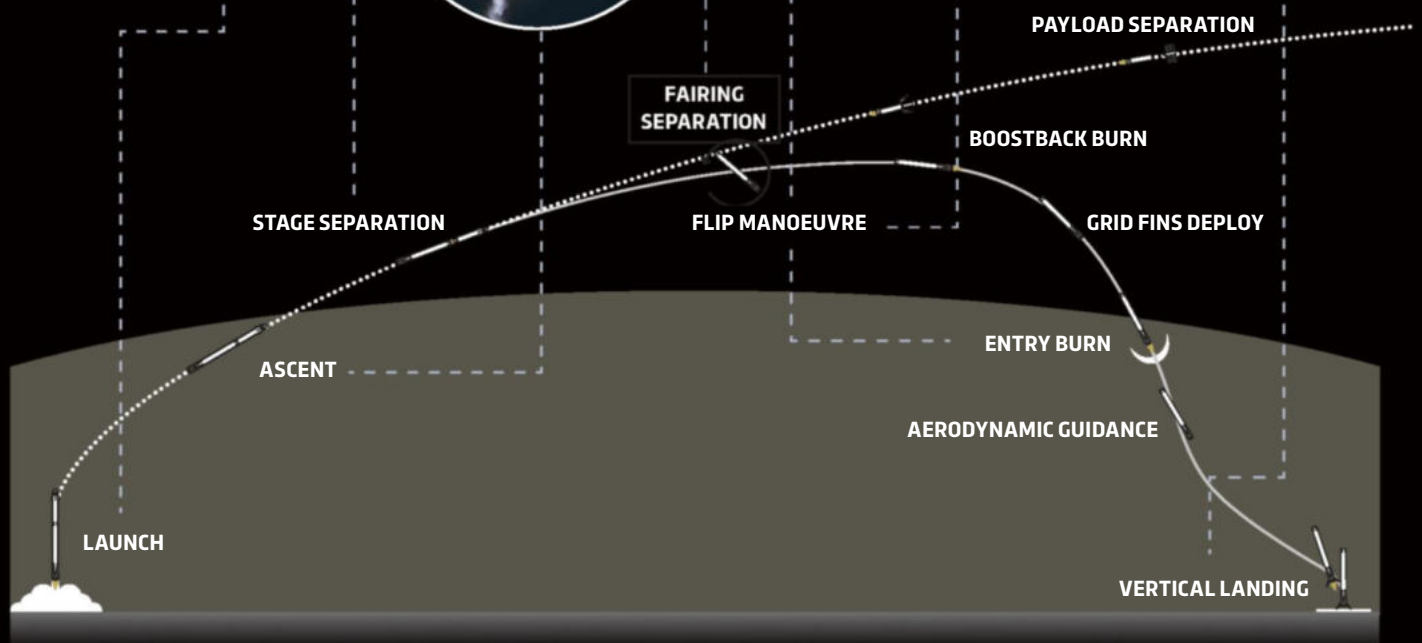 PAYLOAD SEPARATION
FAIRING
SEPARATION
BOOSTBACK BURN
STAGE SEPARATION
FLIP MANOEUVRE
GRID FINS DEPLOY
ENTRY BURN
ASCENT
AERODYNAMIC GUIDANCE
LAUNCH
VERTICAL LANDING